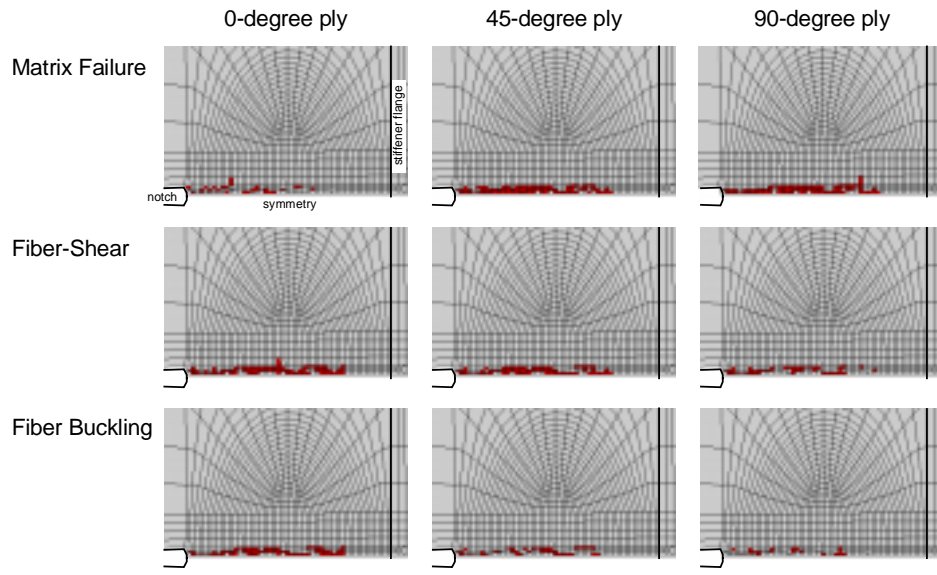 0-degree ply
45-degree ply
90-degree ply
Matrix Failure
stiffener flange
notch
symmetry
Fiber-Shear
Fiber Buckling